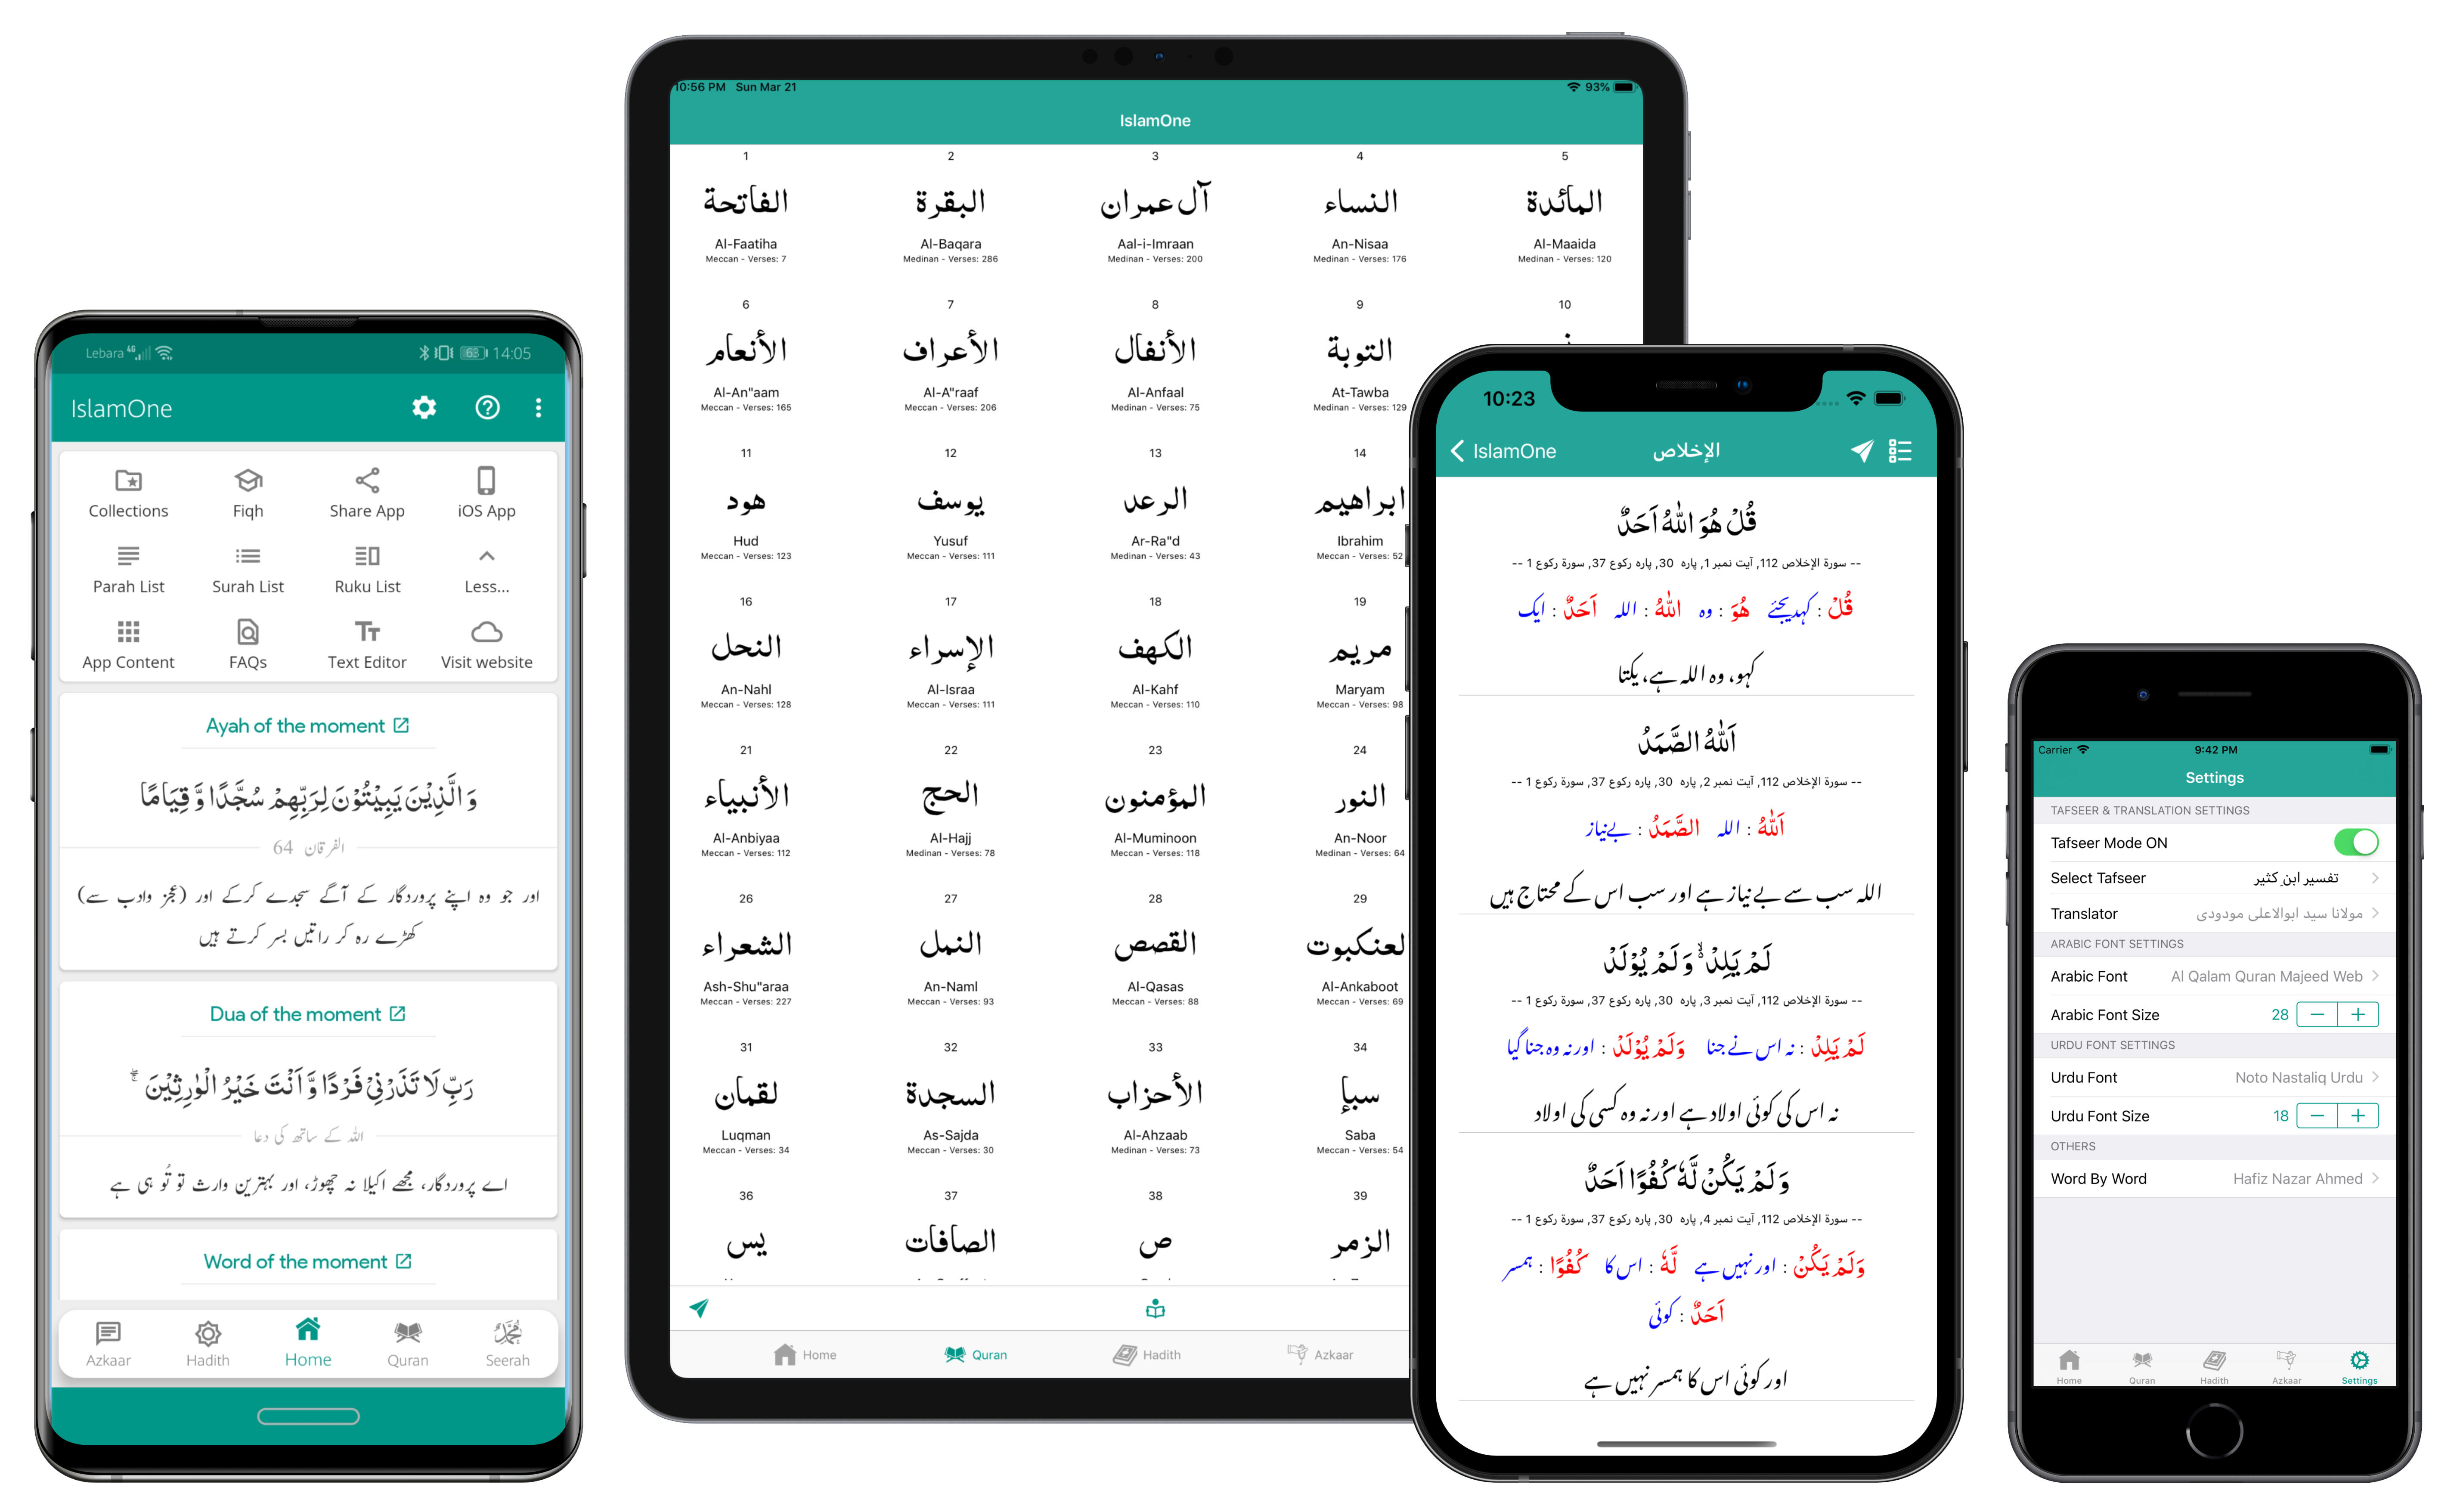 Lebara 4G 63 14:05
IslamOne
Collections Fiqh Share App iOS App
Parah List Surah List Ruku List Less...
App Content FAQs Text Editor Visit website
Ayah of the moment
وَ الَّذِیْنَ یَبِیْتُوْنَ لِرَبِّهِمْ سُجَّدًا وَّ قِیَامًا
الفرقان 64
اور جو وہ اپنے پروردگار کے آگے سجدے کرکے اور (عجز وادب سے)
کھڑے رہ کر راتیں بسر کرتے ہیں
Dua of the moment
رَبِّ لَا تَذَرْنِیْ فَرْدًا وَّ اَنْتَ خَیْرُ الْوٰرِثِیْنَ ۚۖ
اللہ کے ساتھ کی دعا
اے پروردگار، مجھے اکیلا نہ چھوڑ، اور بہترین وارث تو تُو ہی ہے
Word of the moment
Azkaar Hadith Home Quran Seerah
10:56 PM Sun Mar 21 93%
IslamOne
1 2 3 4 5
الفاتحة البقرة آل عمران النساء المائدة
Al-Faatiha Al-Baqara Aal-i-Imraan An-Nisaa Al-Maaida
Meccan - Verses: 7 Medinan - Verses: 286 Medinan - Verses: 200 Medinan - Verses: 176 Medinan - Verses: 120
6 7 8 9 10
الأنعام الأعراف الأنفال التوبة
Al-An"aam Al-A"raaf Al-Anfaal At-Tawba
Meccan - Verses: 165 Meccan - Verses: 206 Medinan - Verses: 75 Medinan - Verses: 129
11 12 13 14
هود يوسف الرعد ابراهيم
Hud Yusuf Ar-Ra"d Ibrahim
Meccan - Verses: 123 Meccan - Verses: 111 Medinan - Verses: 43 Meccan - Verses: 52
16 17 18 19
النحل الإسراء الكهف مريم
An-Nahl Al-Israa Al-Kahf Maryam
Meccan - Verses: 128 Meccan - Verses: 111 Meccan - Verses: 110 Meccan - Verses: 98
21 22 23 24
الأنبياء الحج المؤمنون النور
Al-Anbiyaa Al-Hajj Al-Muminoon An-Noor
Meccan - Verses: 112 Medinan - Verses: 78 Meccan - Verses: 118 Medinan - Verses: 64
26 27 28 29
الشعراء النمل القصص لعنكبوت
Ash-Shu"araa An-Naml Al-Qasas Al-Ankaboot
Meccan - Verses: 227 Meccan - Verses: 93 Meccan - Verses: 88 Meccan - Verses: 69
31 32 33 34
لقمان السجدة الأحزاب سبإ
Luqman As-Sajda Al-Ahzaab Saba
Meccan - Verses: 34 Meccan - Verses: 30 Medinan - Verses: 73 Meccan - Verses: 54
36 37 38 39
يس الصافات ص الزمر
Home Quran Hadith Azkaar
10:23
IslamOne الإخلاص
قُلْ هُوَ اللّٰهُ اَحَدٌ
-- سورة الإخلاص 112, آیت نمبر 1, پارہ 30, پارہ رکوع 37, سورة رکوع 1 --
قُلْ : کہدیجئے هُوَ : وہ اللّٰهُ : اللہ اَحَدٌ : ایک
کہو، وہ اللہ ہے، یکتا
اَللّٰهُ الصَّمَدُ
-- سورة الإخلاص 112, آیت نمبر 2, پارہ 30, پارہ رکوع 37, سورة رکوع 1 --
اَللّٰهُ : اللہ الصَّمَدُ : بےنیاز
اللہ سب سے بے نیاز ہے اور سب اس کے محتاج ہیں
لَمْ یَلِدْ ۙ۬ وَ لَمْ یُوْلَدْ
-- سورة الإخلاص 112, آیت نمبر 3, پارہ 30, پارہ رکوع 37, سورة رکوع 1 --
لَمْ یَلِدْ : نہ اس نے جنا وَلَمْ یُوْلَدْ : اور نہ وہ جنا گیا
نہ اس کی کوئی اولاد ہے اور نہ وہ کسی کی اولاد
وَ لَمْ یَكُنْ لَّهٗ كُفُوًا اَحَدٌ
-- سورة الإخلاص 112, آیت نمبر 4, پارہ 30, پارہ رکوع 37, سورة رکوع 1 --
وَلَمْ یَكُنْ : اور نہیں ہے لَّهٗ : اس کا كُفُوًا : ہمسر
اَحَدٌ : کوئی
اور کوئی اس کا ہمسر نہیں ہے
Carrier 9:42 PM
Settings
TAFSEER & TRANSLATION SETTINGS
Tafseer Mode ON
Select Tafseer تفسیر ابنِ کثیر
Translator مولانا سید ابوالاعلی مودودی
ARABIC FONT SETTINGS
Arabic Font Al Qalam Quran Majeed Web
Arabic Font Size 28 − +
URDU FONT SETTINGS
Urdu Font Noto Nastaliq Urdu
Urdu Font Size 18 − +
OTHERS
Word By Word Hafiz Nazar Ahmed
Home Quran Hadith Azkaar Settings